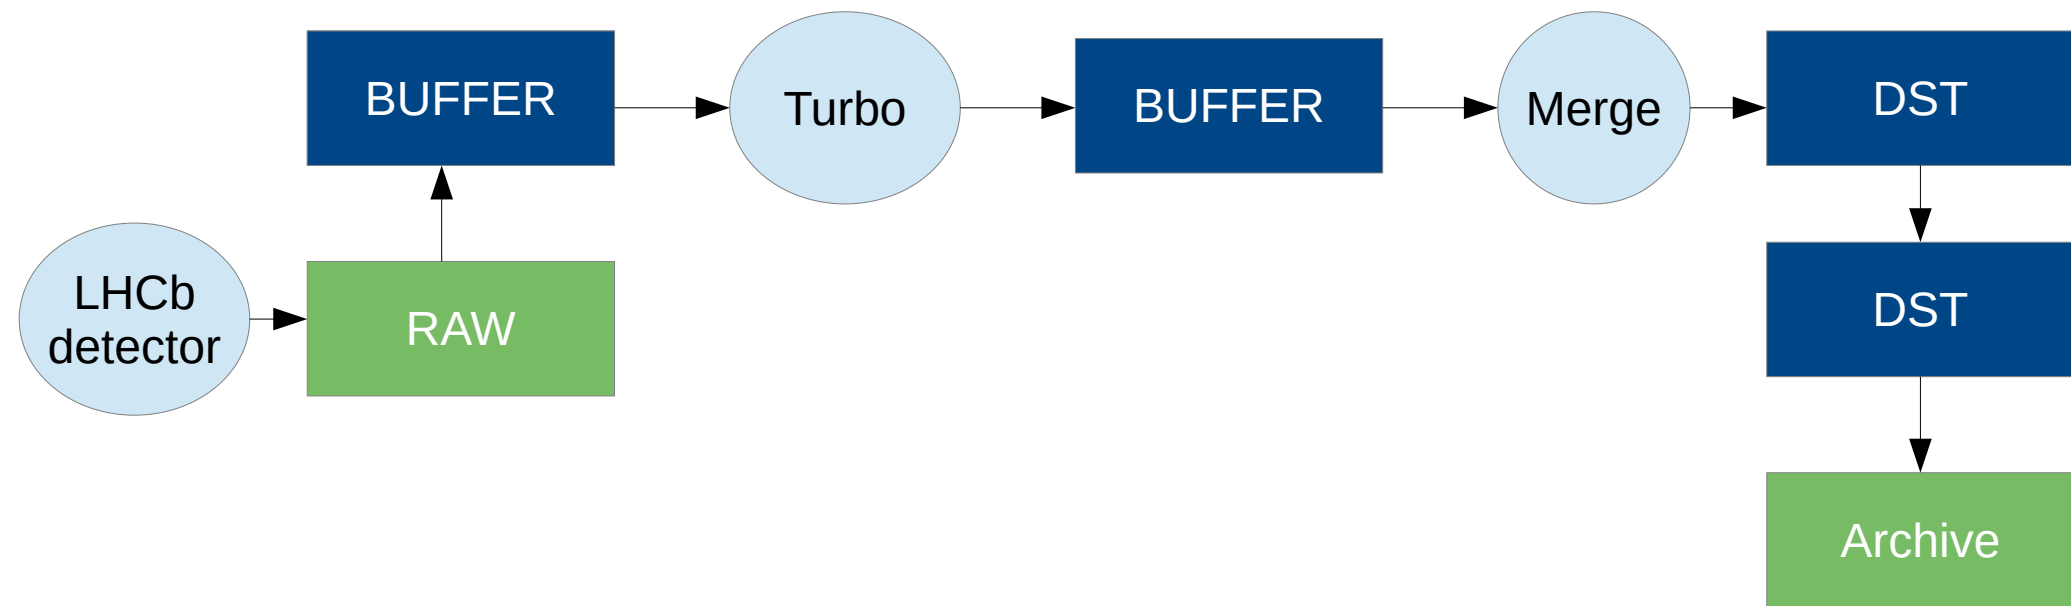 BUFFER
Turbo
BUFFER
Merge
DST
LHCb
detector
RAW
DST
Archive